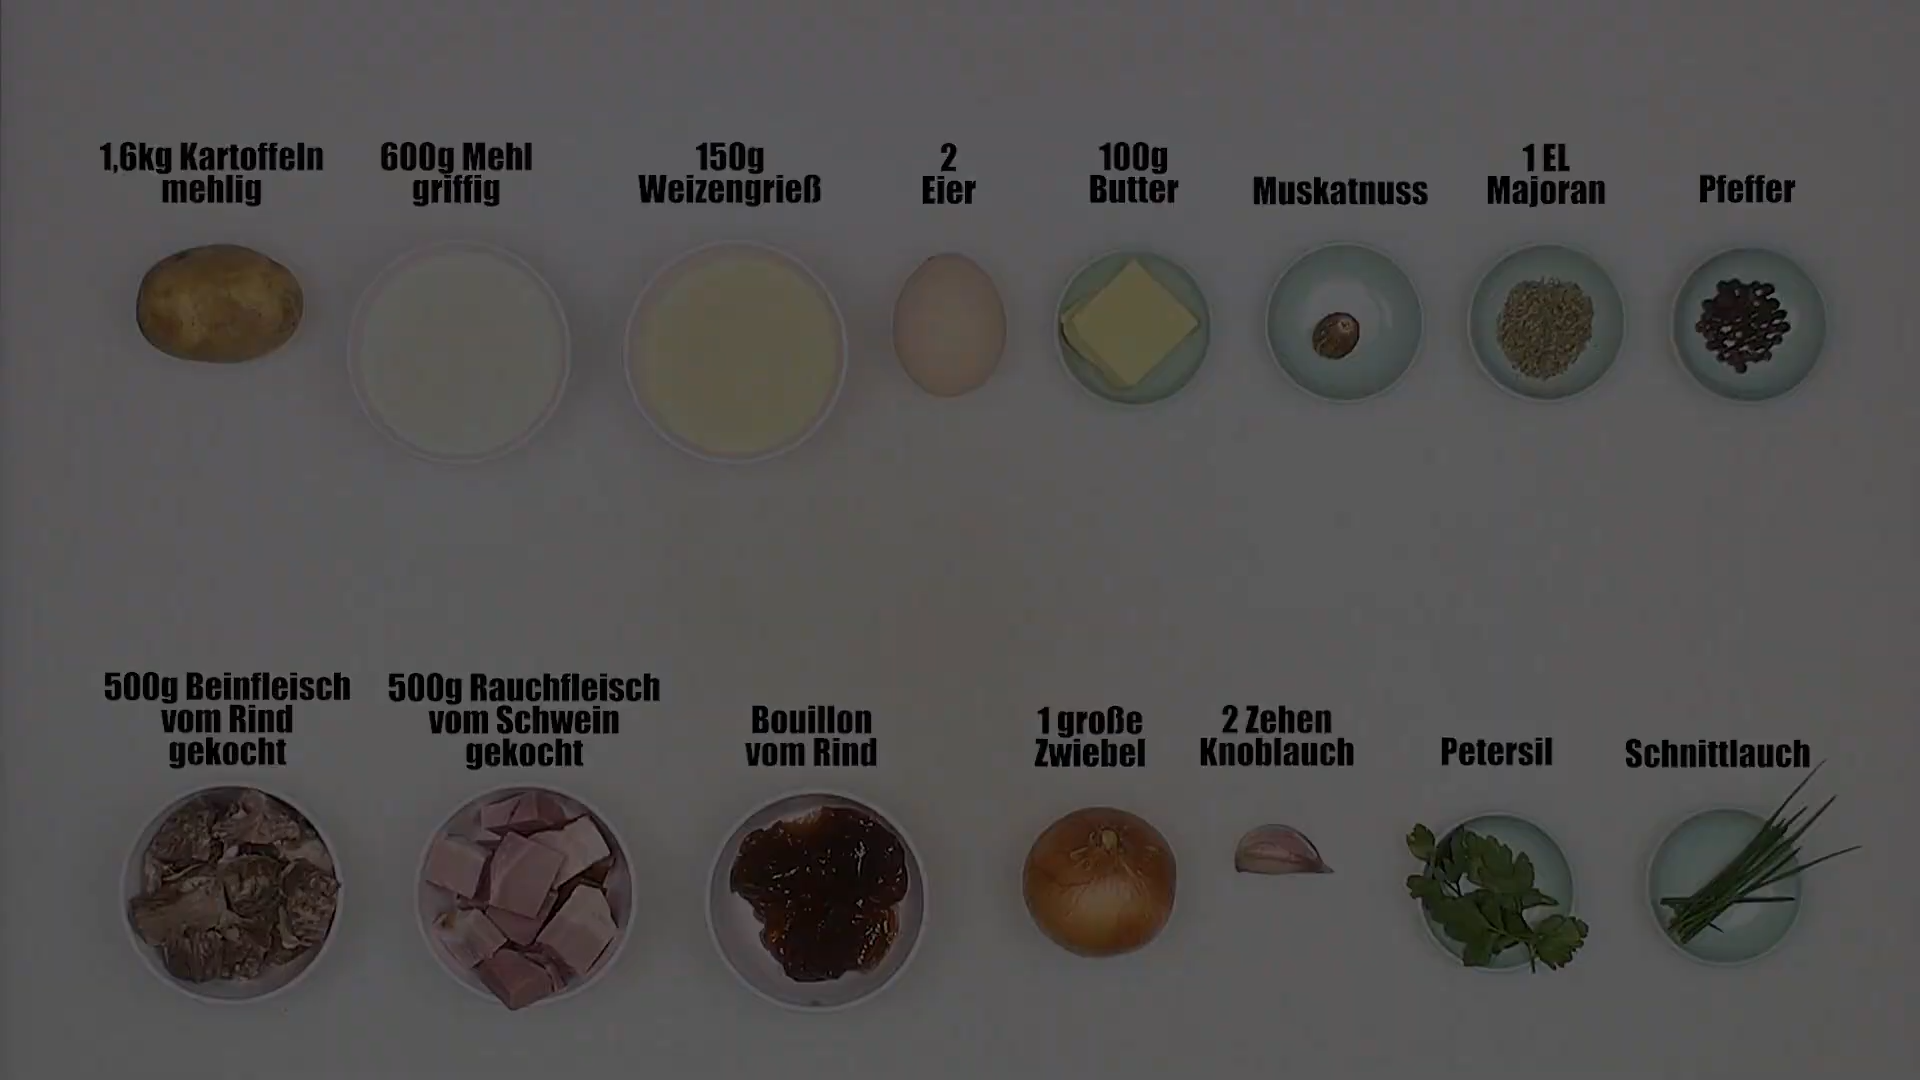 1,6kg Kartoffeln
mehlig
600g Mehl
griffig
150g
Weizengrieß
2
Eier
100g
Butter
Muskatnuss
1 EL
Majoran
Pfeffer
500g Beinfleisch
vom Rind
gekocht
500g Rauchfleisch
vom Schwein
gekocht
Bouillon
vom Rind
1 große
Zwiebel
2 Zehen
Knoblauch
Petersil
Schnittlauch